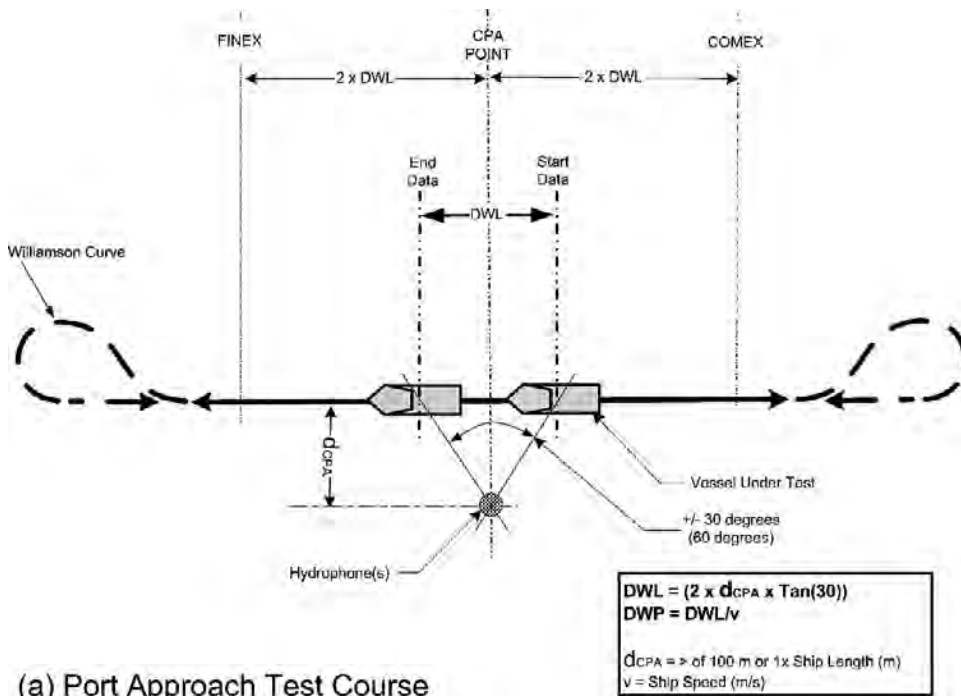 FINEX
CPA
POINT
COMEX
2 x DWL
2 x DWL
End
Data
Start
Data
DWL
Williamson Curve
dCPA
Vessel Under Test
+/- 30 degrees
(60 degrees)
Hydrophone(s)
DWL = (2 x dCPA x Tan(30))
DWP = DWL/v
dCPA = > of 100 m or 1x Ship Length (m)
v = Ship Speed (m/s)
(a) Port Approach Test Course